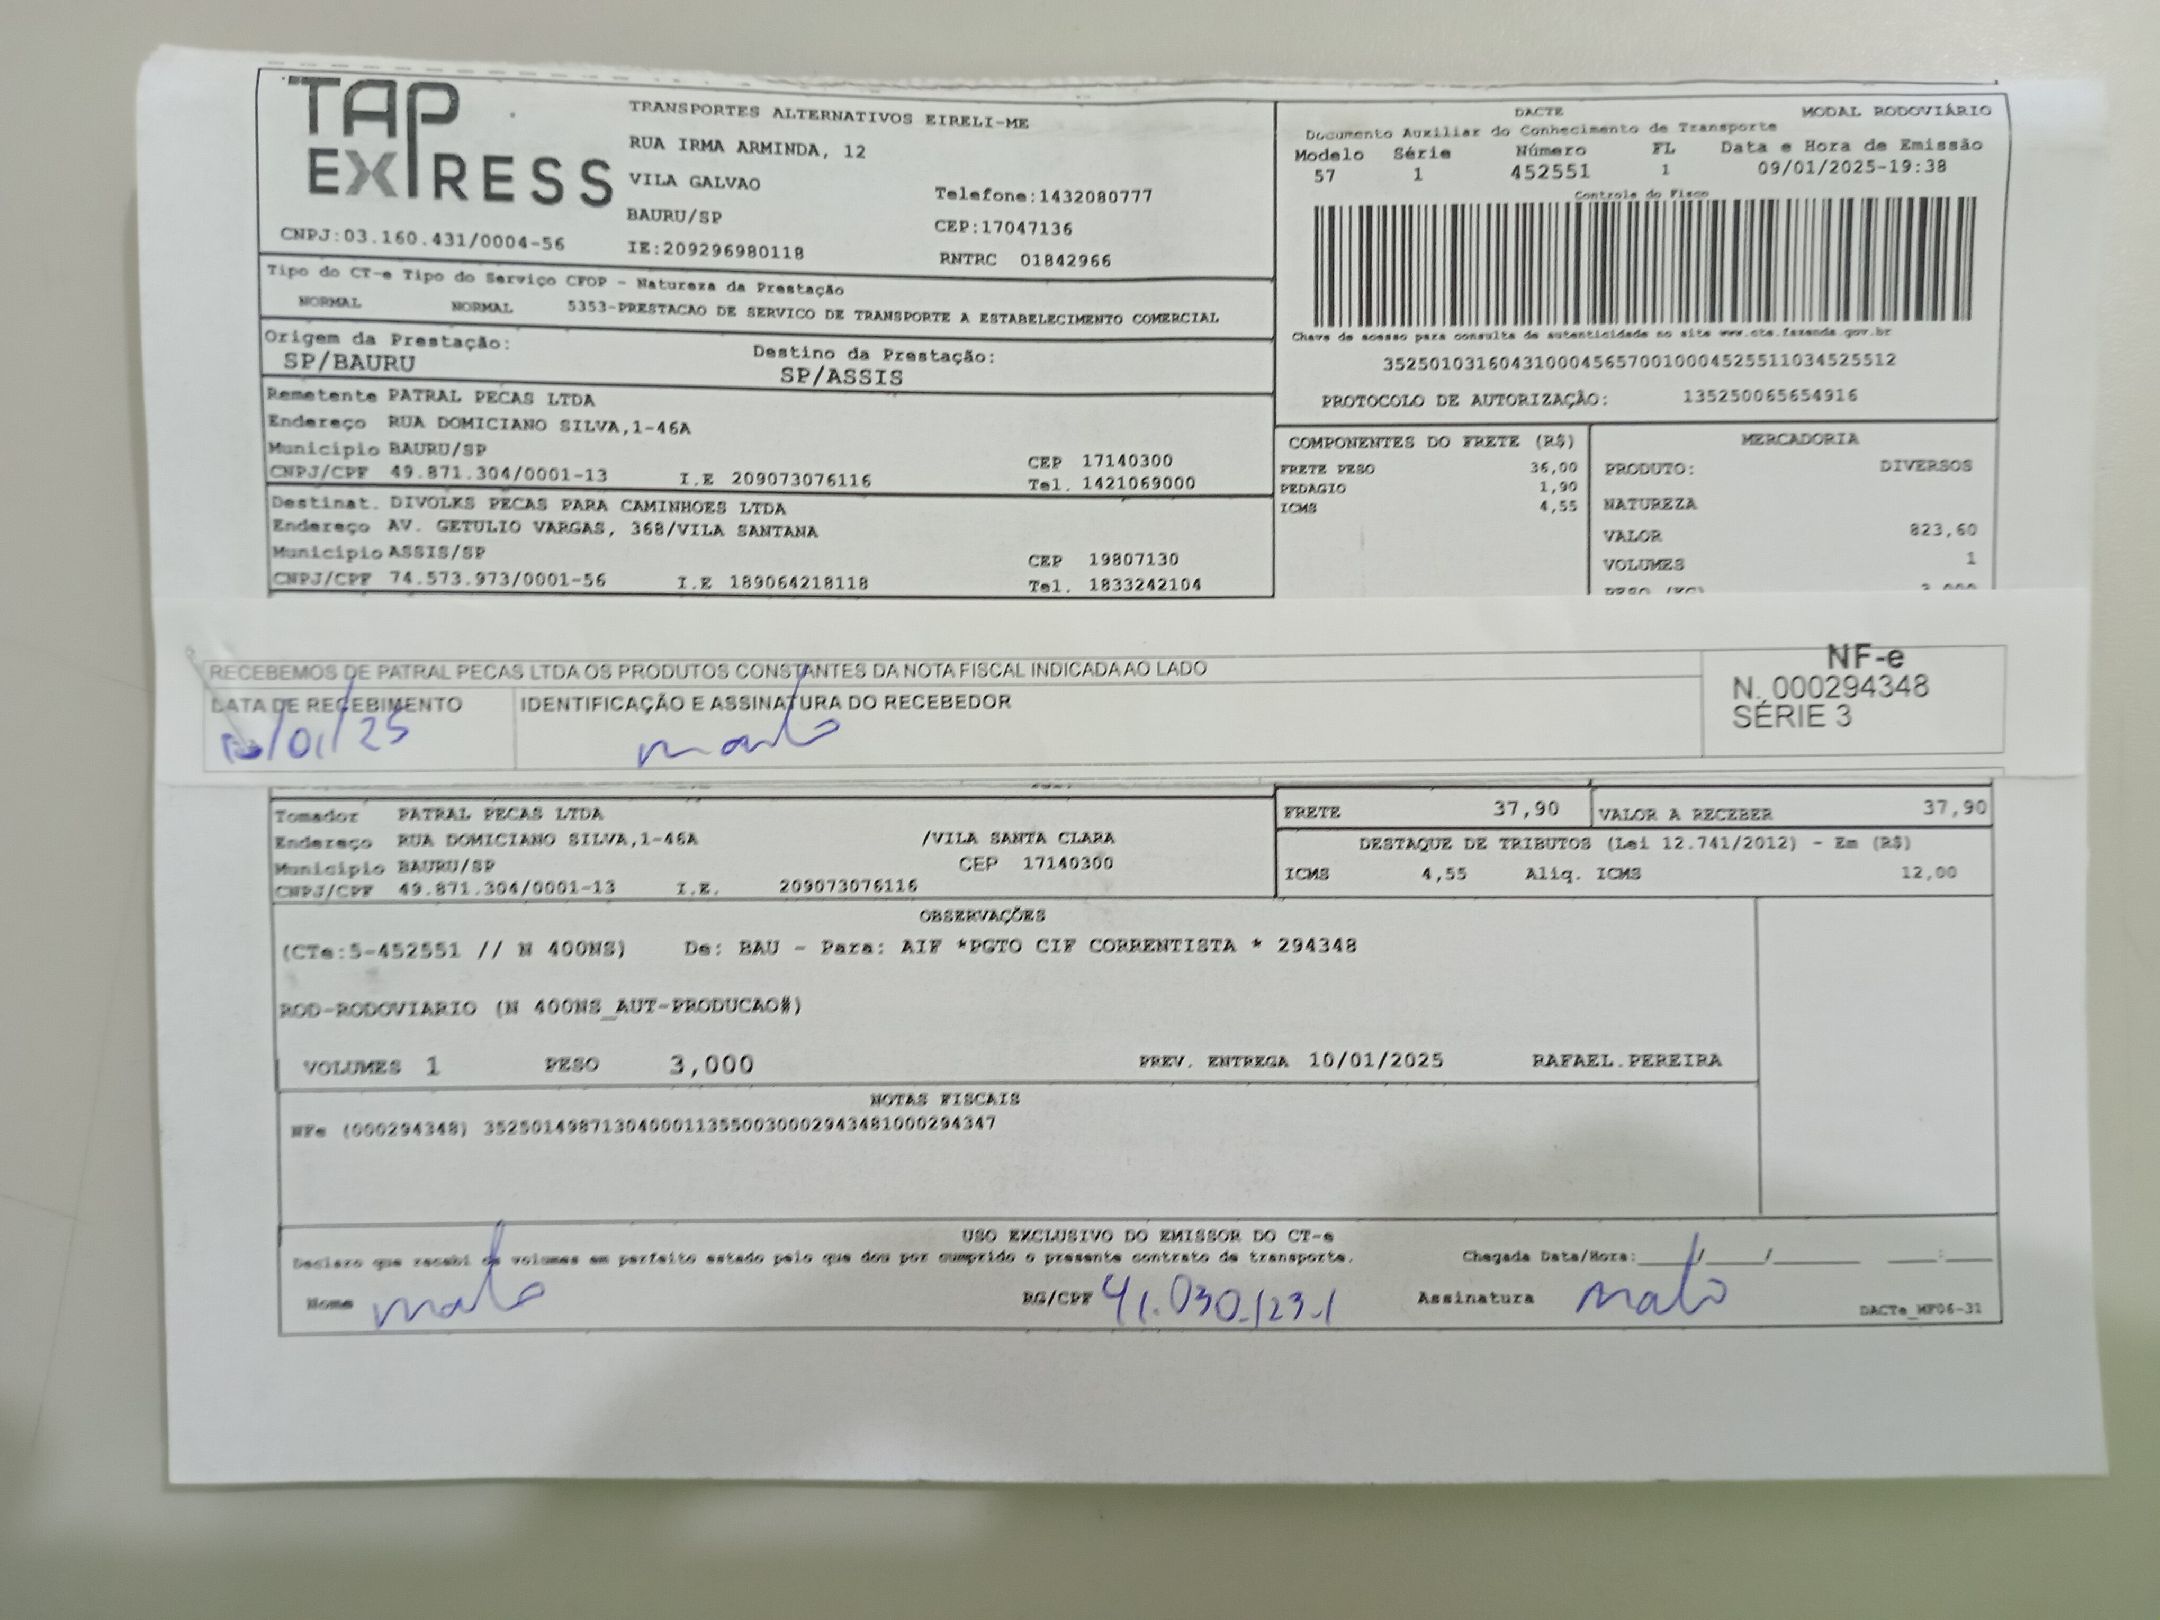 TAP EXPRESS
CNPJ:03.160.431/0004-56
TRANSPORTES ALTERNATIVOS EIRELI-ME
RUA IRMA ARMINDA, 12
VILA GALVAO
Telefone:1432080777
BAURU/SP
CEP:17047136
IE:209296980118
RNTRC 01842966
DACTE MODAL RODOVIÁRIO
Documento Auxiliar do Conhecimento de Transporte
Modelo Série Número FL Data e Hora de Emissão
57 1 452551 1 09/01/2025-19:38
Controle do Fisco
Chave de acesso para consulta de autenticidade no site www.cte.fazenda.gov.br
35250103160431000456570010004525511034525512
PROTOCOLO DE AUTORIZAÇÃO: 135250065654916
Tipo do CT-e Tipo do Serviço CFOP - Natureza da Prestação
NORMAL NORMAL 5353-PRESTACAO DE SERVICO DE TRANSPORTE A ESTABELECIMENTO COMERCIAL
Origem da Prestação: Destino da Prestação:
SP/BAURU SP/ASSIS
Remetente PATRAL PECAS LTDA
Endereço RUA DOMICIANO SILVA,1-46A
Município BAURU/SP CEP 17140300
CNPJ/CPF 49.871.304/0001-13 I.E 209073076116 Tel. 1421069000
Destinat. DIVOLKS PECAS PARA CAMINHOES LTDA
Endereço AV. GETULIO VARGAS, 368/VILA SANTANA
Município ASSIS/SP CEP 19807130
CNPJ/CPF 74.573.973/0001-56 I.E 189064218118 Tel. 1833242104
COMPONENTES DO FRETE (R$)
FRETE PESO 36,00
PEDAGIO 1,90
ICMS 4,55
MERCADORIA
PRODUTO: DIVERSOS
NATUREZA
VALOR 823,60
VOLUMES 1
RECEBEMOS DE PATRAL PECAS LTDA OS PRODUTOS CONSTANTES DA NOTA FISCAL INDICADA AO LADO
DATA DE RECEBIMENTO IDENTIFICAÇÃO E ASSINATURA DO RECEBEDOR
/01/25
NF-e
N. 000294348
SÉRIE 3
Tomador PATRAL PECAS LTDA
Endereço RUA DOMICIANO SILVA,1-46A /VILA SANTA CLARA
Município BAURU/SP CEP 17140300
CNPJ/CPF 49.871.304/0001-13 I.E. 209073076116
FRETE 37,90 VALOR A RECEBER 37,90
DESTAQUE DE TRIBUTOS (Lei 12.741/2012) - Em (R$)
ICMS 4,55 Aliq. ICMS 12,00
OBSERVAÇÕES
(CTe:5-452551 // N 400NS) De: BAU - Para: AIF *PGTO CIF CORRENTISTA * 294348
ROD-RODOVIARIO (N 400NS_AUT-PRODUCAO#)
VOLUMES 1 PESO 3,000 PREV. ENTREGA 10/01/2025 RAFAEL.PEREIRA
NOTAS FISCAIS
NFe (000294348) 35250149871304000113550030002943481000294347
USO EXCLUSIVO DO EMISSOR DO CT-e
Declaro que recebi os volumes em perfeito estado pelo que dou por cumprido o presente contrato de transporte. Chegada Data/Hora:____/____/______ ___:___
Nome RG/CPF 41.030.123-1 Assinatura DACTe_MF06-31